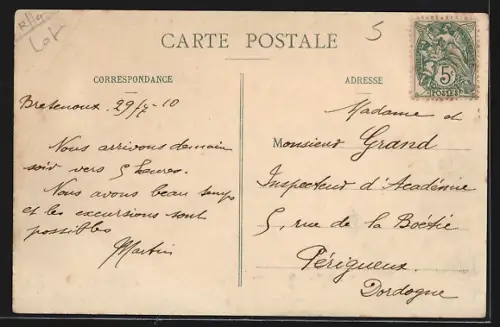 Lot
5
CARTE POSTALE
CORRESPONDANCE
Bretenoux 29/7-10
Nous arrivons demain
soir vers 5 heures.
Nous avons beau temps
et les excursions sont
possibles
Martin
ADRESSE
5c
POSTES
Madame et
Monsieur Grand
Inspecteur d'Académie
5, rue de la Boétie
Périgueux
Dordogne